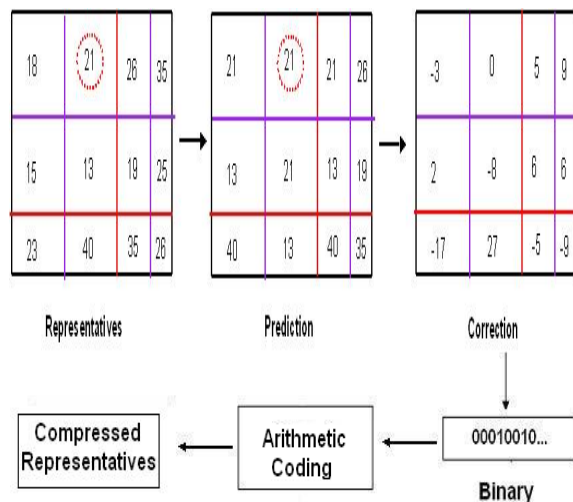 18 21 26 35 21 21 21 26 -3 0 5 9
15 13 19 25 13 21 13 19 2 -8 6 6
23 40 35 26 40 13 40 35 -17 27 -5 -9
Representatives Prediction Correction
Compressed
Representatives
Arithmetic
Coding
00010010...
Binary